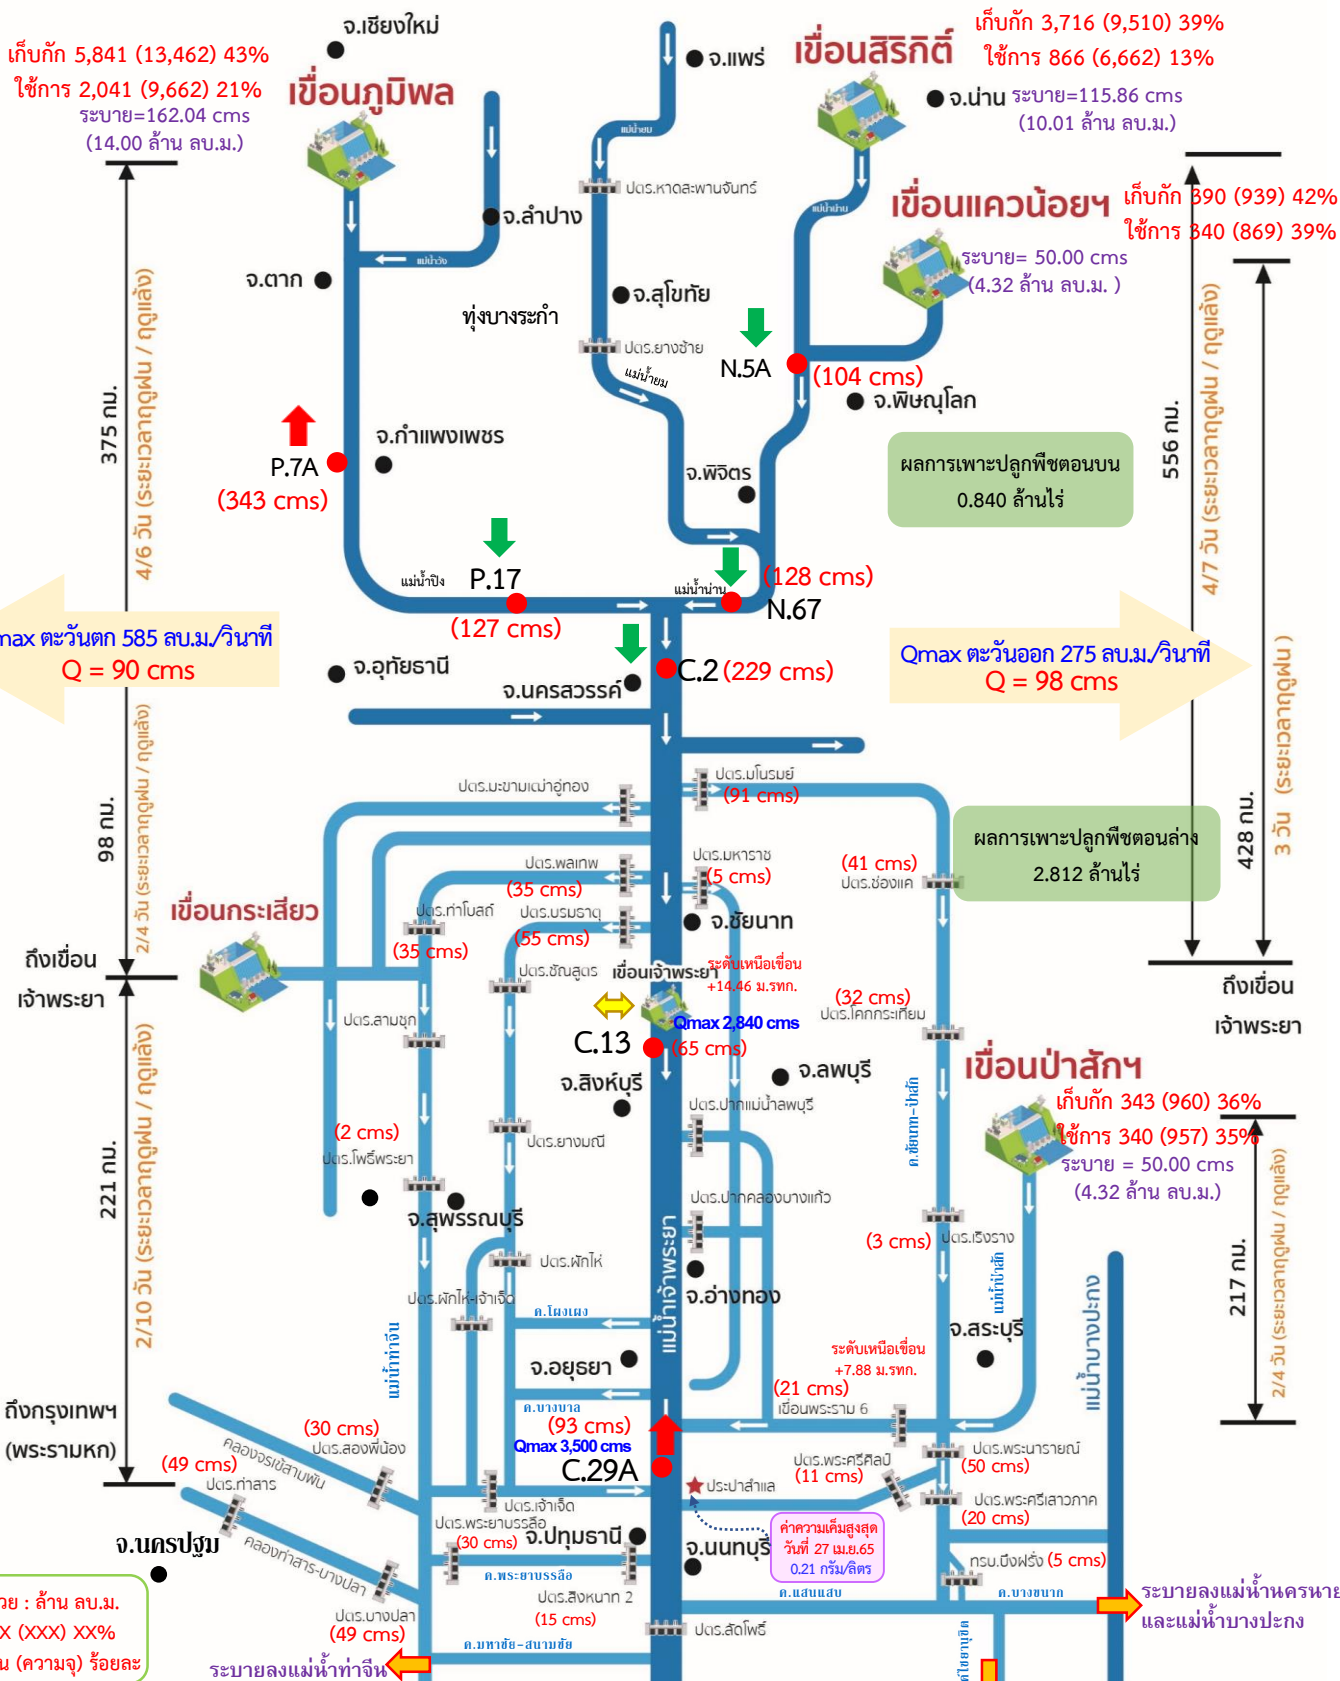 จ.เชียงใหม่
เก็บกัก 5,841 (13,462) 43%
ใช้การ 2,041 (9,662) 21%
ระบาย=162.04 cms
(14.00 ล้าน ลบ.ม.)
เขื่อนภูมิพล
จ.แพร่
เขื่อนสิริกิติ์
เก็บกัก 3,716 (9,510) 39%
ใช้การ 866 (6,662) 13%
จ.น่าน
ระบาย=115.86 cms
(10.01 ล้าน ลบ.ม.)
แม่น้ำยม
ปตร.หาดสะพานจันทร์
แม่น้ำน่าน
เขื่อนแควน้อยฯ
เก็บกัก 390 (939) 42%
ใช้การ 340 (869) 39%
ระบาย= 50.00 cms
(4.32 ล้าน ลบ.ม. )
จ.ลำปาง
แม่น้ำวัง
จ.ตาก
จ.สุโขทัย
ทุ่งบางระกำ
ปตร.ยางซ้าย
แม่น้ำยม
N.5A
(104 cms)
จ.พิษณุโลก
375 กม.
4/6 วัน (ระยะเวลาฤดูฝน / ฤดูแล้ง)
556 กม.
4/7 วัน (ระยะเวลาฤดูฝน / ฤดูแล้ง)
จ.กำแพงเพชร
P.7A
(343 cms)
จ.พิจิตร
ผลการเพาะปลูกพืชตอนบน
0.840 ล้านไร่
แม่น้ำปิง
P.17
(127 cms)
แม่น้ำน่าน
(128 cms)
N.67
max ตะวันตก 585 ลบ.ม./วินาที
Q = 90 cms
Qmax ตะวันออก 275 ลบ.ม./วินาที
Q = 98 cms
จ.อุทัยธานี
จ.นครสวรรค์
C.2 (229 cms)
98 กม.
2/4 วัน (ระยะเวลาฤดูฝน / ฤดูแล้ง)
428 กม.
3 วัน (ระยะเวลาฤดูฝน )
ปตร.มะขามเฒ่าอู่ทอง
ปตร.มโนรมย์
(91 cms)
ผลการเพาะปลูกพืชตอนล่าง
2.812 ล้านไร่
ปตร.พลเทพ
(35 cms)
ปตร.มหาราช
(5 cms)
(41 cms)
ปตร.ช่องแค
เขื่อนกระเสียว
ปตร.ท่าโบสถ์
(35 cms)
ปตร.บรมธาตุ
(55 cms)
จ.ชัยนาท
ถึงเขื่อน
เจ้าพระยา
ปตร.ชัณสูตร
เขื่อนเจ้าพระยา
ระดับเหนือเขื่อน
+14.46 ม.รทก.
Qmax 2,840 cms
C.13
(65 cms)
(32 cms)
ปตร.โคกกระเทียม
ถึงเขื่อน
เจ้าพระยา
ปตร.สามชุก
จ.สิงห์บุรี
จ.ลพบุรี
เขื่อนป่าสักฯ
เก็บกัก 343 (960) 36%
ใช้การ 340 (957) 35%
ระบาย = 50.00 cms
(4.32 ล้าน ลบ.ม.)
ปตร.ปากแม่น้ำลพบุรี
ค.ชัยนาท-ป่าสัก
221 กม.
2/10 วัน (ระยะเวลาฤดูฝน / ฤดูแล้ง)
(2 cms)
ปตร.โพธิ์พระยา
ปตร.ยางมณี
จ.สุพรรณบุรี
ปตร.ปากคลองบางแก้ว
แม่น้ำเจ้าพระยา
(3 cms)
ปตร.เริงราง
แม่น้ำป่าสัก
217 กม.
2/4 วัน (ระยะเวลาฤดูฝน / ฤดูแล้ง)
ปตร.ผักไห่
ปตร.ผักไห่-เจ้าเจ็ด
จ.อ่างทอง
ค.โผงเผง
จ.สระบุรี
แม่น้ำบางปะกง
แม่น้ำท่าจีน
จ.อยุธยา
ระดับเหนือเขื่อน
+7.88 ม.รทก.
(21 cms)
เขื่อนพระราม 6
ค.บางบาล
ถึงกรุงเทพฯ
(พระรามหก)
(93 cms)
Qmax 3,500 cms
C.29A
(30 cms)
ปตร.สองพี่น้อง
คลองจรเข้สามพัน
(49 cms)
ปตร.ท่าสาร
ปตร.พระศรีศิลป์
(11 cms)
ปตร.พระนารายณ์
(50 cms)
ปตร.พระศรีเสาวภาค
(20 cms)
ประปาสำแล
ปตร.เจ้าเจ็ด
ปตร.พระยาบรรลือ
(30 cms)
จ.ปทุมธานี
ค่าความเค็มสูงสุด
วันที่ 27 เม.ย.65
0.21 กรัม/ลิตร
จ.นนทบุรี
จ.นครปฐม
คลองท่าสาร-บางปลา
ค.พระยาบรรลือ
ทรบ.บึงฝรั่ง (5 cms)
ปตร.สิงหนาท 2
(15 cms)
ค.แสนแสบ
ค.บางขนาก
ระบายลงแม่น้ำนครนาย
และแม่น้ำบางปะกง
ปตร.บางปลา
(49 cms)
ปตร.ลัดโพธิ์
ค.มหาชัย-สนามชัย
ระบายลงแม่น้ำท่าจีน
วย : ล้าน ลบ.ม.
X (XXX) XX%
น (ความจุ) ร้อยละ